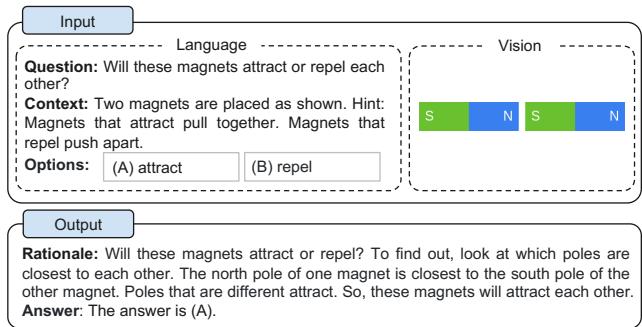 Input
Language
Question: Will these magnets attract or repel each
other?
Context: Two magnets are placed as shown. Hint:
Magnets that attract pull together. Magnets that
repel push apart.
Options: (A) attract (B) repel
Vision
S N S N
Output
Rationale: Will these magnets attract or repel? To find out, look at which poles are
closest to each other. The north pole of one magnet is closest to the south pole of the
other magnet. Poles that are different attract. So, these magnets will attract each other.
Answer: The answer is (A).